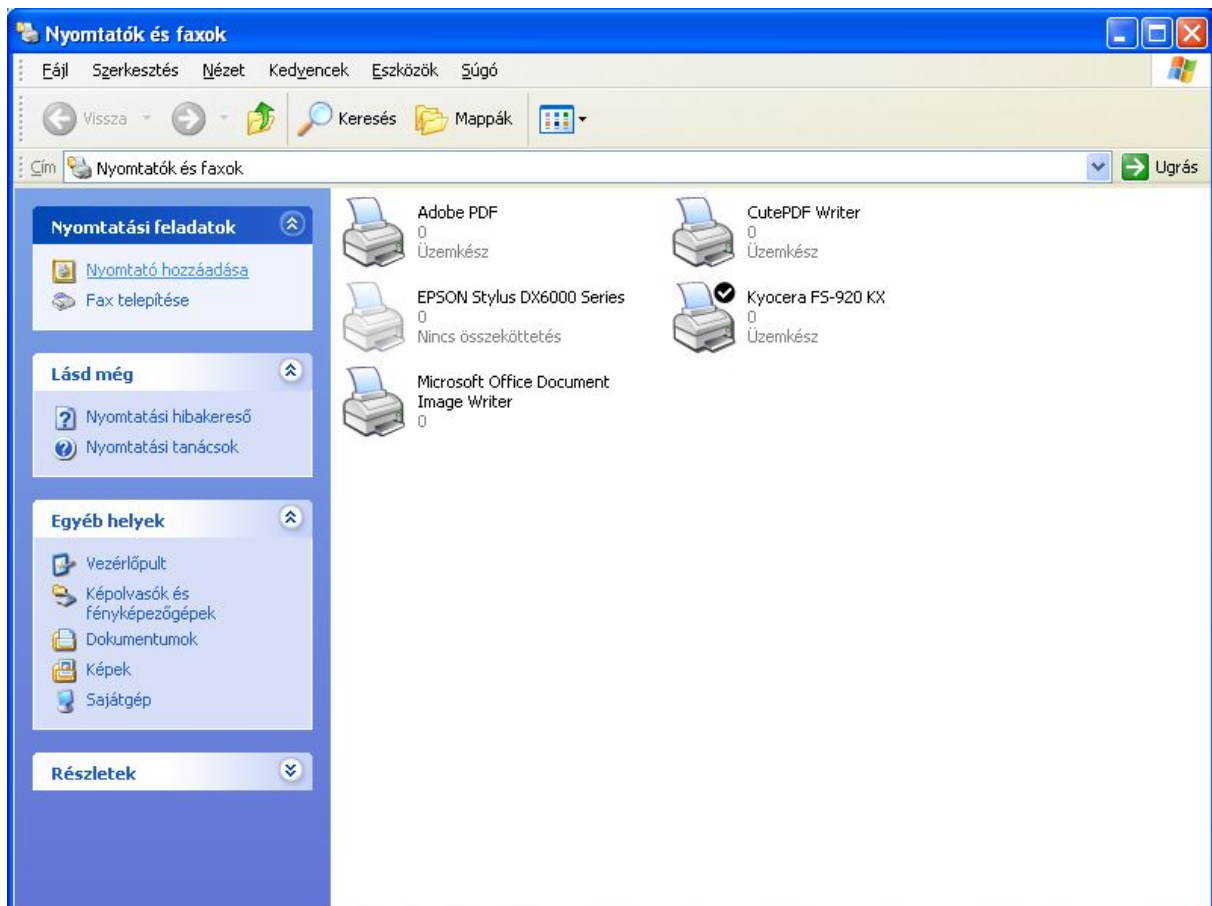 Nyomtatók és faxok
Fájl Szerkesztés Nézet Kedvencek Eszközök Súgó
Vissza Keresés Mappák
Cím Nyomtatók és faxok Ugrás
Nyomtatási feladatok
Nyomtató hozzáadása
Fax telepítése
Lásd még
Nyomtatási hibakereső
Nyomtatási tanácsok
Egyéb helyek
Vezérlőpult
Képolvasók és
fényképezőgépek
Dokumentumok
Képek
Sajátgép
Részletek
Adobe PDF
0
Üzemkész
CutePDF Writer
0
Üzemkész
EPSON Stylus DX6000 Series
0
Nincs összeköttetés
Kyocera FS-920 KX
0
Üzemkész
Microsoft Office Document
Image Writer
0